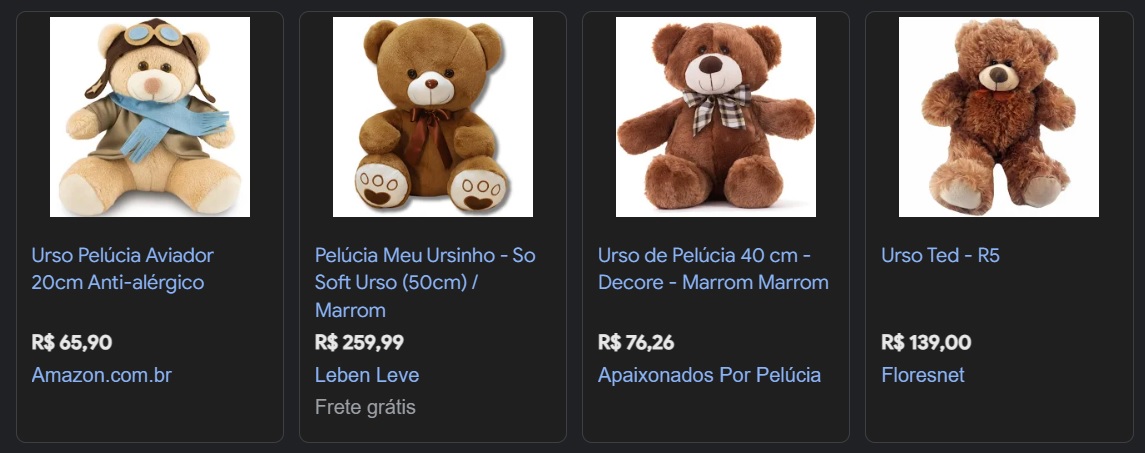 Urso Pelúcia Aviador
20cm Anti-alérgico
R$ 65,90
Amazon.com.br
Pelúcia Meu Ursinho - So
Soft Urso (50cm) /
Marrom
R$ 259,99
Leben Leve
Frete grátis
Urso de Pelúcia 40 cm -
Decore - Marrom Marrom
R$ 76,26
Apaixonados Por Pelúcia
Urso Ted - R5
R$ 139,00
Floresnet